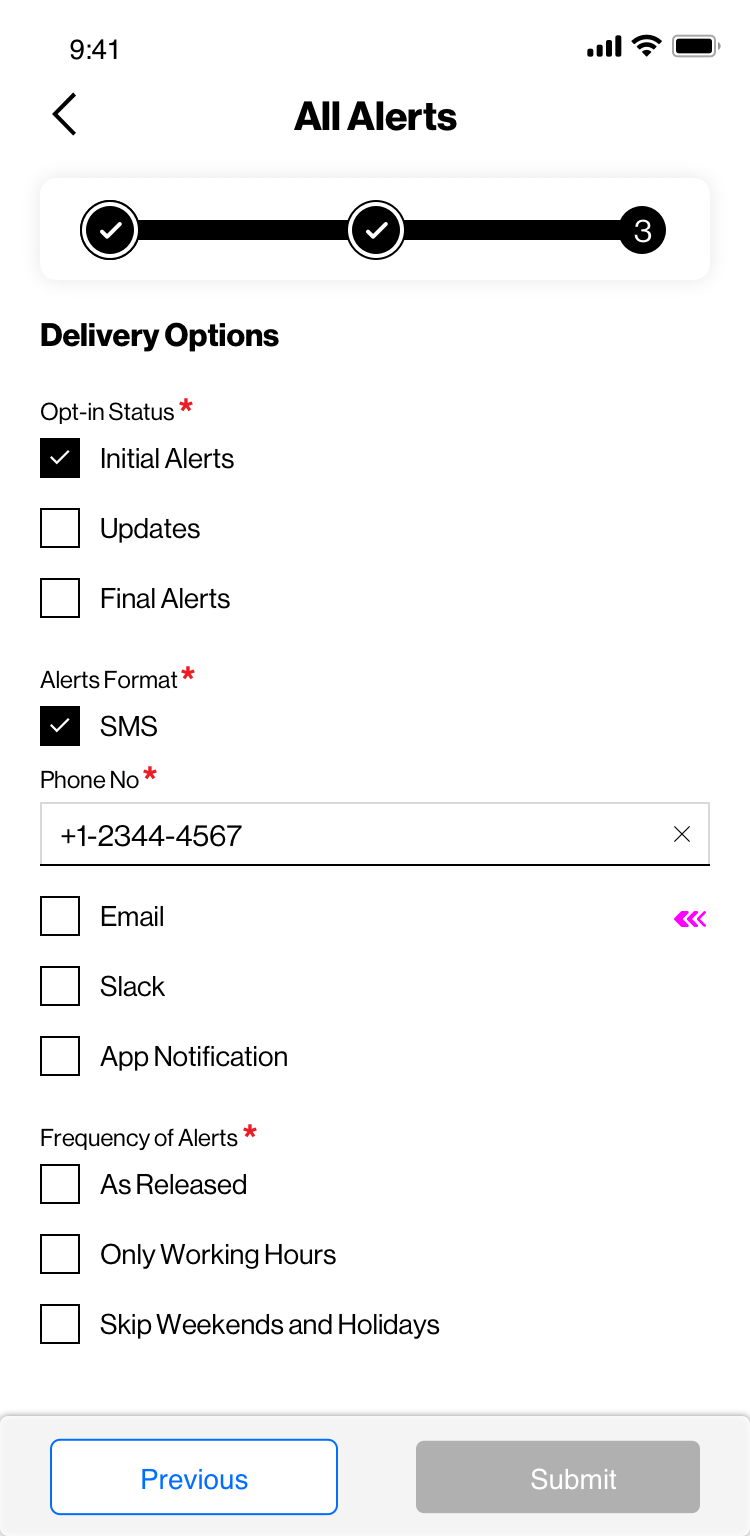 9:41
All Alerts
3
Delivery Options
Opt-in Status *
Initial Alerts
Updates
Final Alerts
Alerts Format *
SMS
Phone No *
+1-2344-4567
Email
Slack
App Notification
Frequency of Alerts *
As Released
Only Working Hours
Skip Weekends and Holidays
Previous
Submit